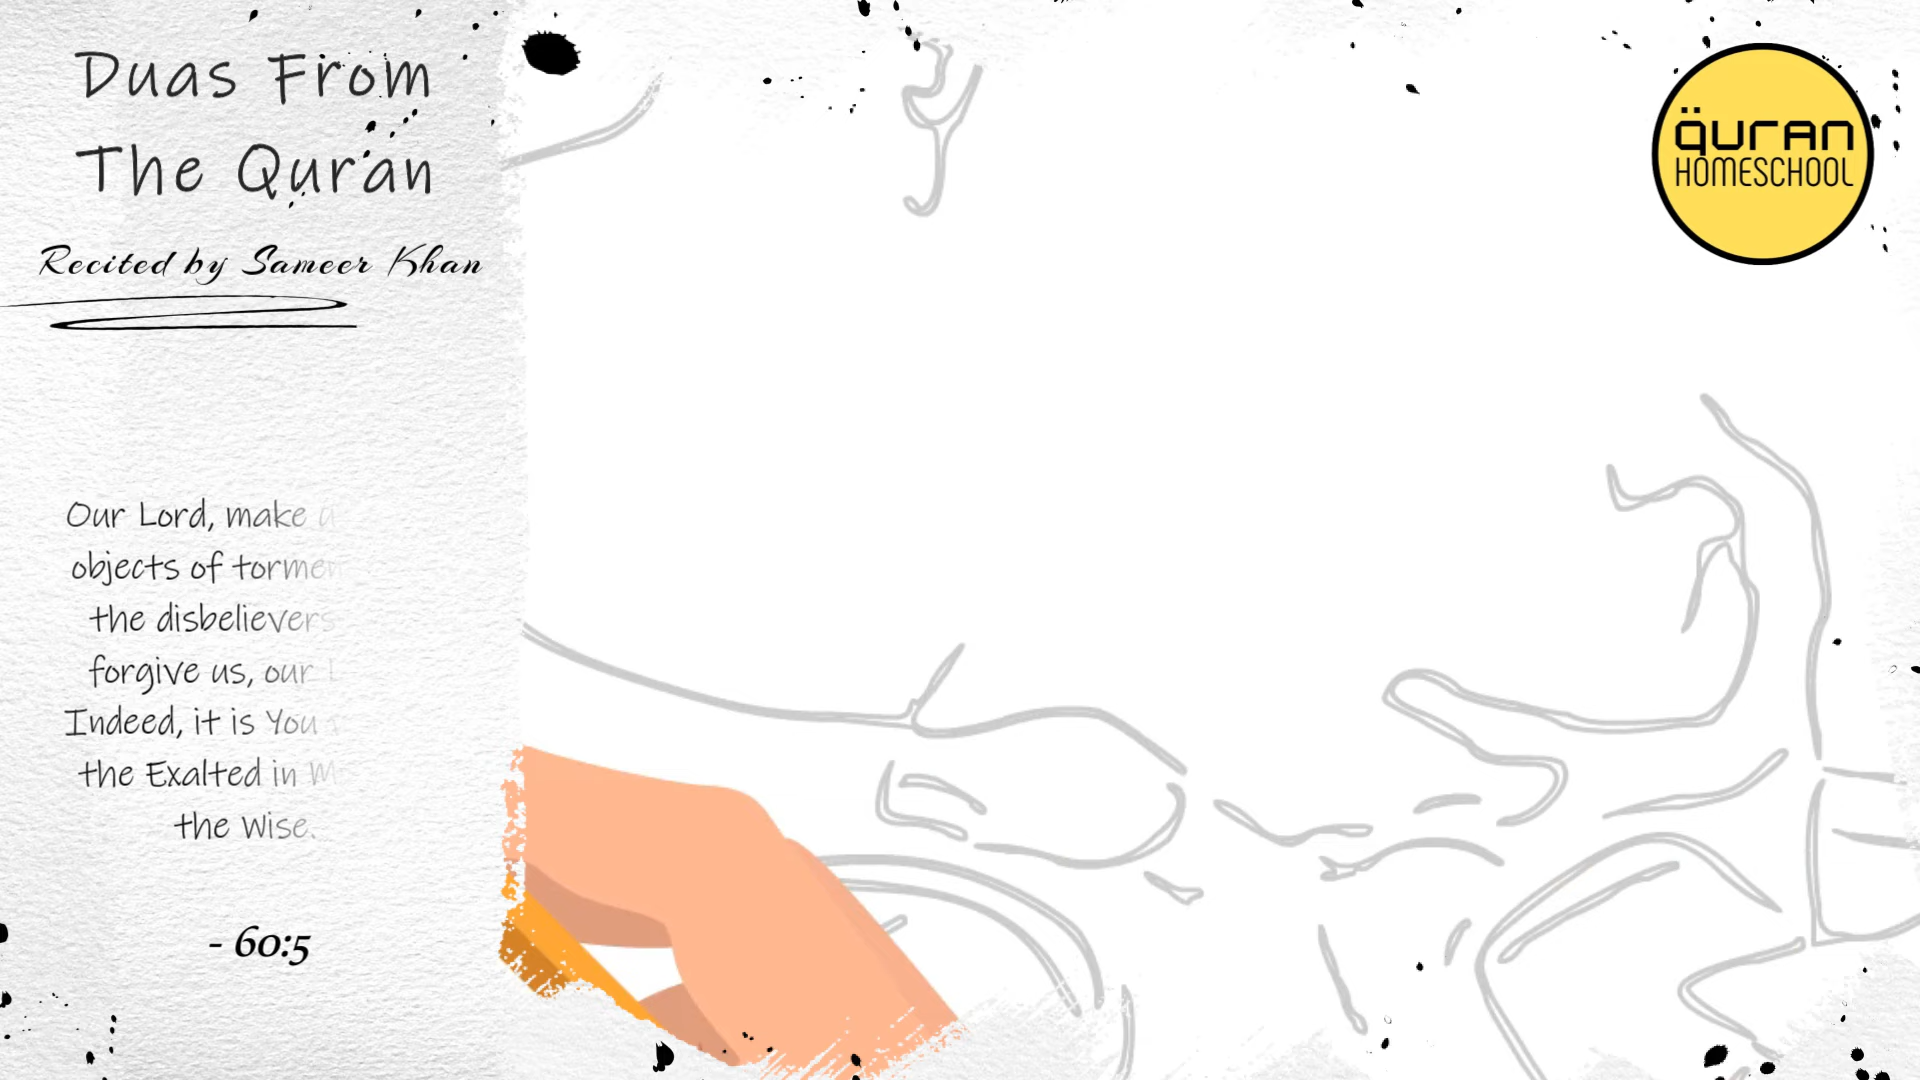 Duas From
The Quran
Recited by Sameer Khan
Our Lord, make
objects of torment
the disbelievers
forgive us, our
Indeed, it is You
the Exalted in
the Wise.
- 60:5
QURAN
HOMESCHOOL